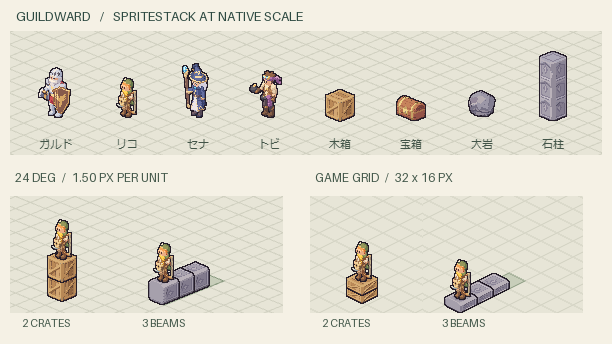 GUILDWARD / SPRITESTACK AT NATIVE SCALE
ガルド リコ セナ トビ 木箱 宝箱 大岩 石柱
24 DEG / 1.50 PX PER UNIT
GAME GRID / 32 x 16 PX
2 CRATES 3 BEAMS
2 CRATES 3 BEAMS